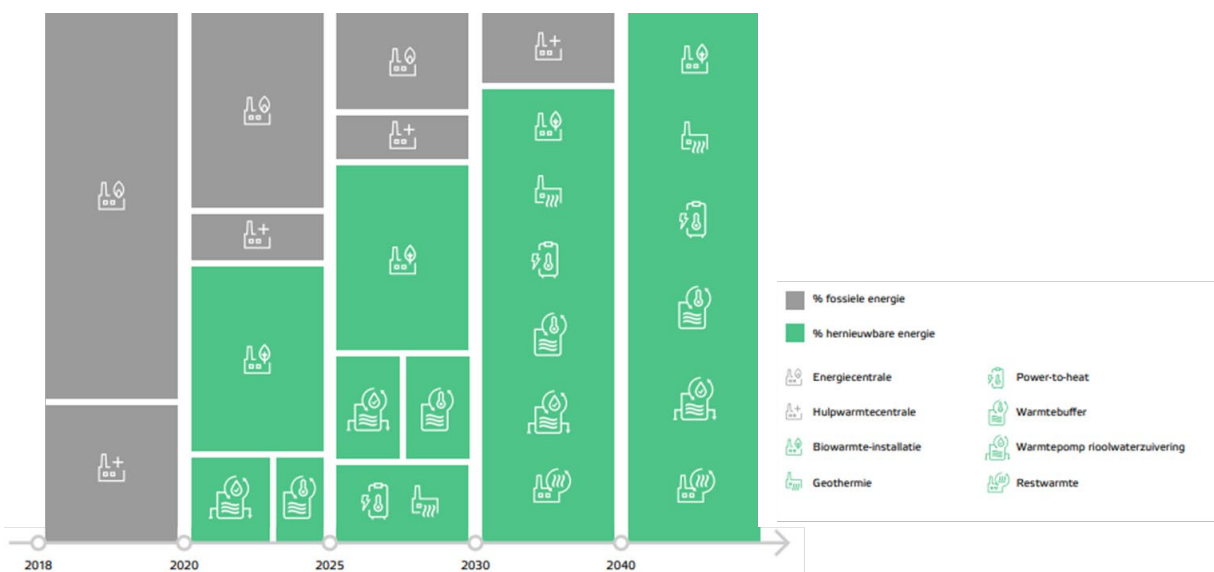 % fossiele energie
% hernieuwbare energie
Energiecentrale
Power-to-heat
Hulpwarmtecentrale
Warmtebuffer
Biowarmte-installatie
Warmtepomp rioolwaterzuivering
Geothermie
Restwarmte
2018
2020
2025
2030
2040